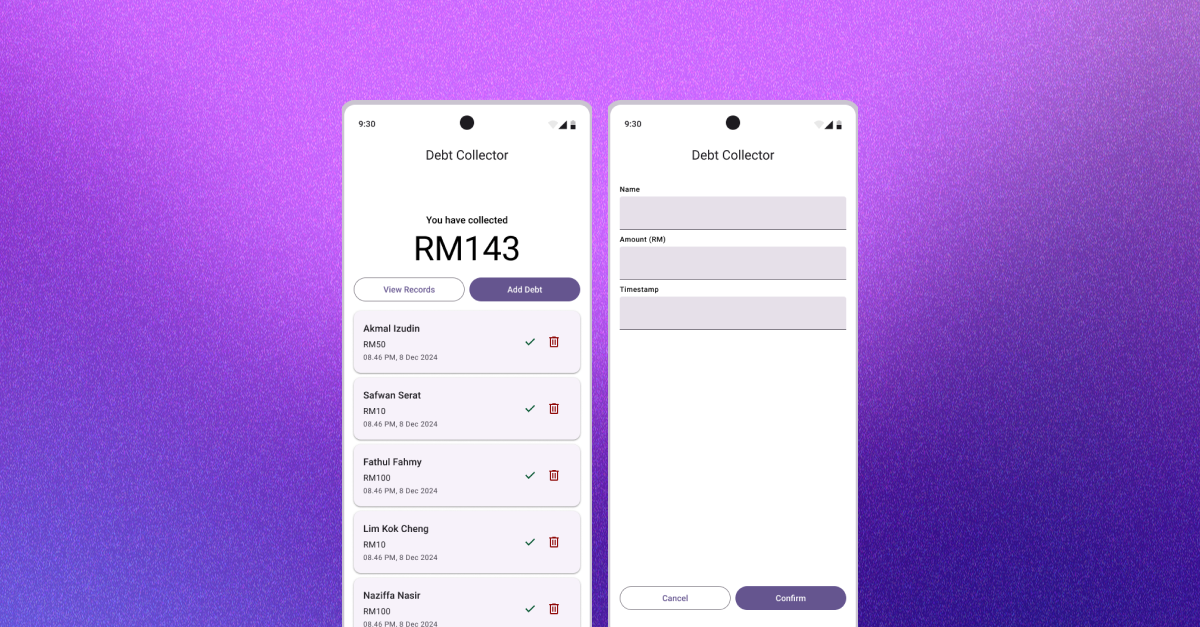 9:30
Debt Collector
You have collected
RM143
View Records
Add Debt
Akmal Izudin
RM50
08.46 PM, 8 Dec 2024
Safwan Serat
RM10
08.46 PM, 8 Dec 2024
Fathul Fahmy
RM100
08.46 PM, 8 Dec 2024
Lim Kok Cheng
RM10
08.46 PM, 8 Dec 2024
Naziffa Nasir
RM100
08.46 PM, 8 Dec 2024
9:30
Debt Collector
Name
Amount (RM)
Timestamp
Cancel
Confirm